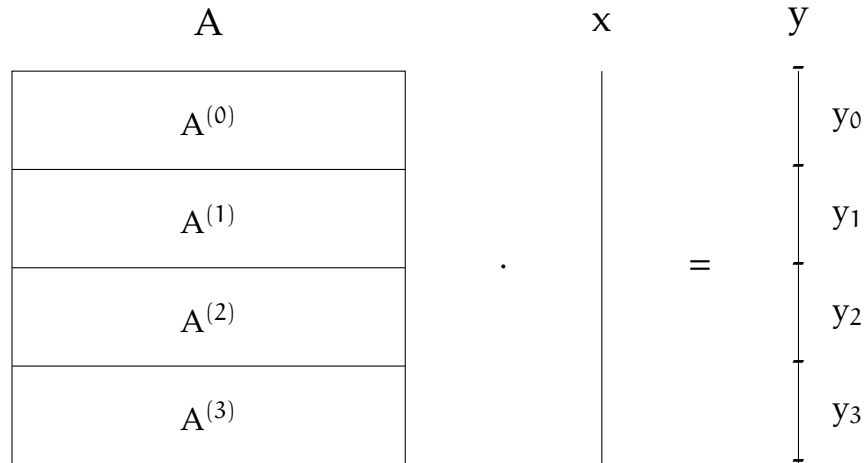 A x y
A⁽⁰⁾ y₀
A⁽¹⁾ y₁
· =
A⁽²⁾ y₂
A⁽³⁾ y₃